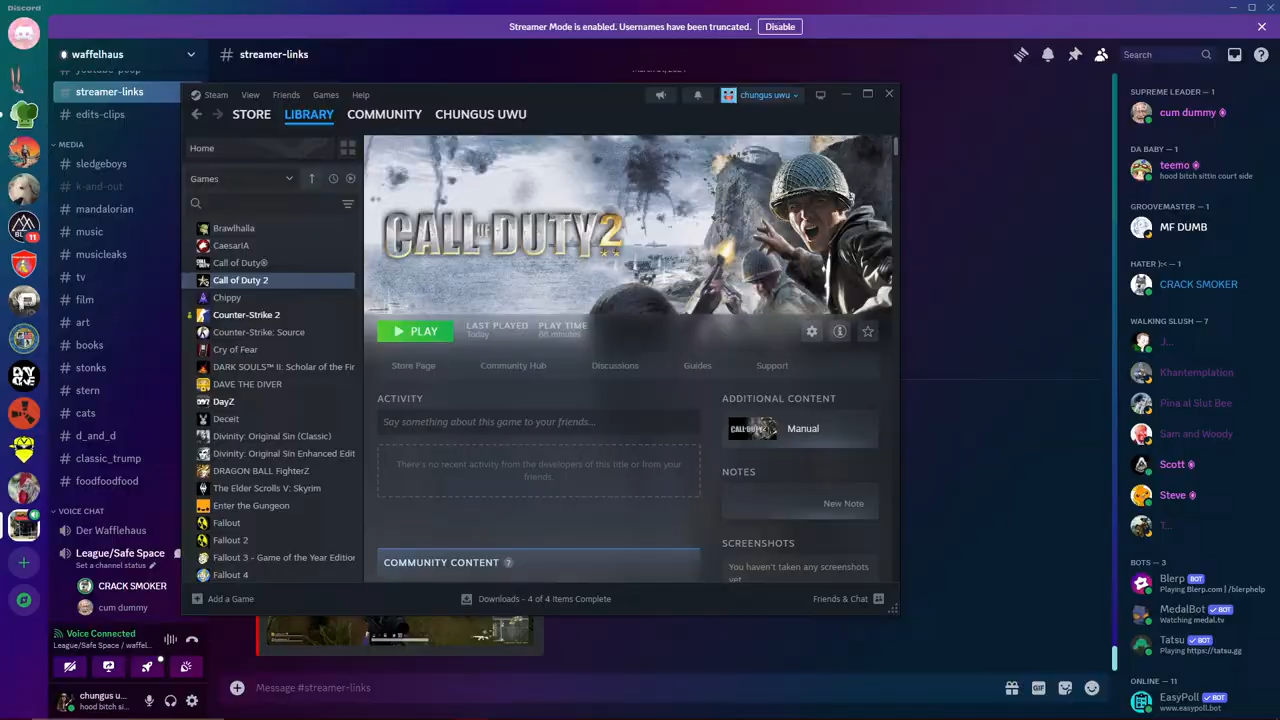 Discord
Streamer Mode is enabled. Usernames have been truncated.
Disable
waffelhaus
# streamer-links
Search
streamer-links
edits-clips
MEDIA
# sledgeboys
# k-and-out
# mandalorian
# music
# musicleaks
# tv
# film
# art
# books
# stonks
# stern
# cats
# d_and_d
# classic_trump
# foodfoodfood
VOICE CHAT
Der Wafflehaus
League/Safe Space
Set a channel status
CRACK SMOKER
cum dummy
Voice Connected
League/Safe Space / waffel...
chungus u...
hood bitch si...
11
Steam
View
Friends
Games
Help
chungus uwu
STORE
LIBRARY
COMMUNITY
CHUNGUS UWU
Home
Games
Brawlhalla
CaesarIA
Call of Duty®
Call of Duty 2
Chippy
Counter-Strike 2
Counter-Strike: Source
Cry of Fear
DARK SOULS™ II: Scholar of the Fir
DAVE THE DIVER
DayZ
Deceit
Divinity: Original Sin (Classic)
Divinity: Original Sin Enhanced Edit
DRAGON BALL FighterZ
The Elder Scrolls V: Skyrim
Enter the Gungeon
Fallout
Fallout 2
Fallout 3 - Game of the Year Edition
Fallout 4
Add a Game
CALL OF DUTY 2
PLAY
LAST PLAYED
Today
PLAY TIME
86 minutes
Store Page
Community Hub
Discussions
Guides
Support
ACTIVITY
Say something about this game to your friends...
There's no recent activity from the developers of this title or from your
friends.
COMMUNITY CONTENT ?
ADDITIONAL CONTENT
CALL OF DUTY 2
Manual
NOTES
New Note
SCREENSHOTS
You haven't taken any screenshots
yet
Downloads - 4 of 4 Items Complete
Friends & Chat
Message #streamer-links
GIF
SUPREME LEADER — 1
cum dummy
DA BABY — 1
teemo
hood bitch sittin court side
GROOVEMASTER — 1
MF DUMB
HATER ):< — 1
CRACK SMOKER
WALKING SLUSH — 7
J...
Khantemplation
Pina al Slut Bee
Sam and Woody
Scott
Steve
T...
BOTS — 3
Blerp BOT
Playing Blerp.com | /blerphelp
MedalBot BOT
Watching medal.tv
Tatsu BOT
Playing https://tatsu.gg
ONLINE — 11
EasyPoll BOT
www.easypoll.bot